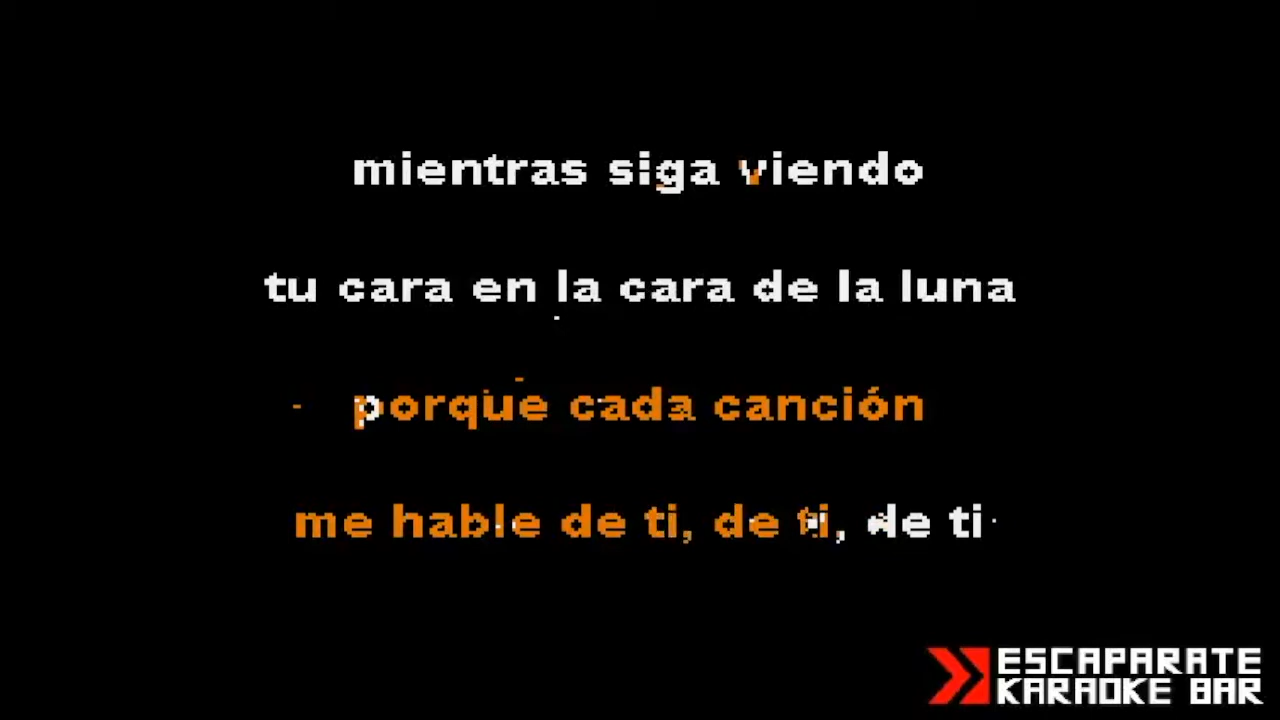 mientras siga viendo
tu cara en la cara de la luna
porque cada canción
me hable de ti, de ti, de ti
ESCAPARATE
KARAOKE BAR